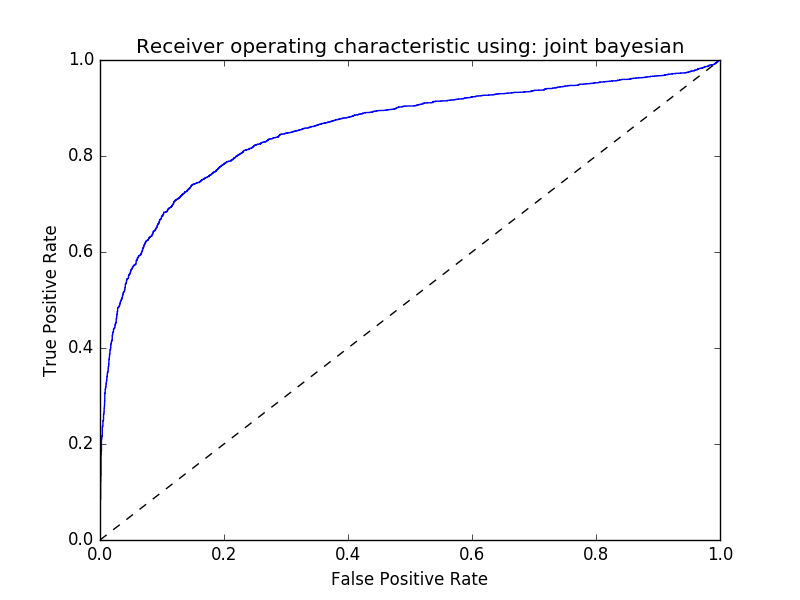 Receiver operating characteristic using: joint bayesian
1.0
0.8
0.6
0.4
0.2
0.0
True Positive Rate
0.0 0.2 0.4 0.6 0.8 1.0
False Positive Rate